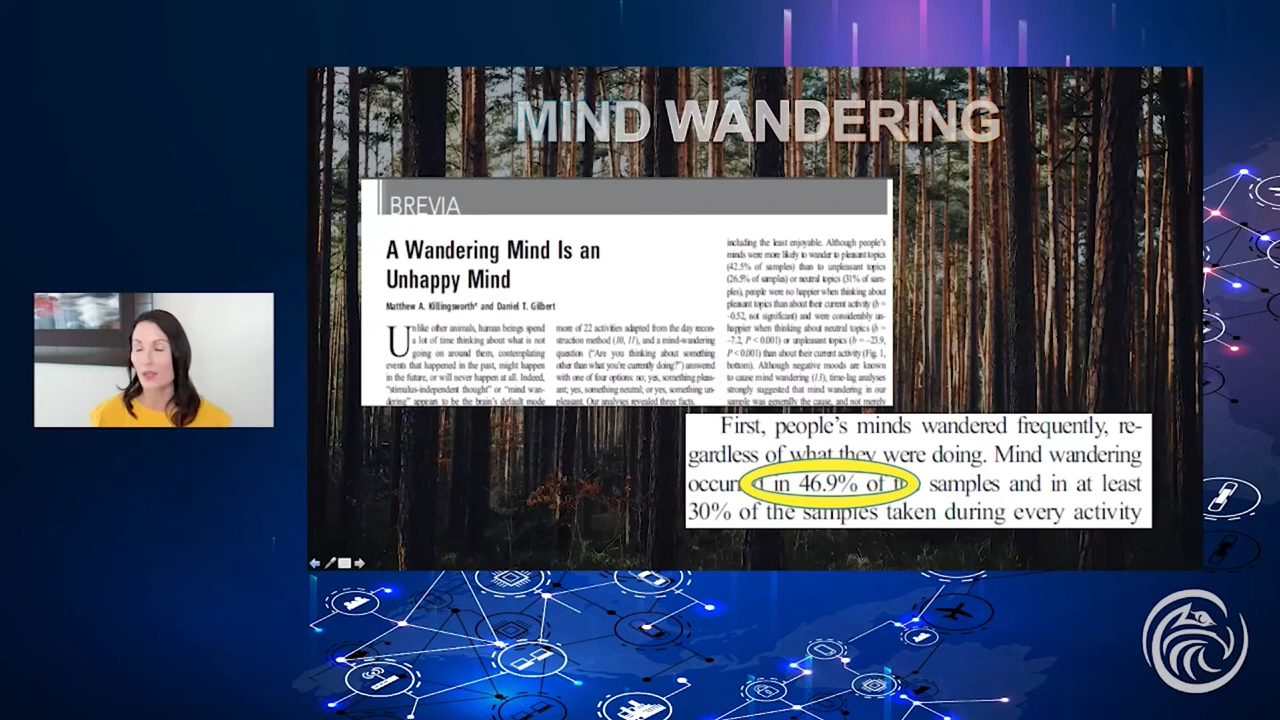 MIND WANDERING
BREVIA
A Wandering Mind Is an
Unhappy Mind
Matthew A. Killingsworth* and Daniel T. Gilbert
Unlike other animals, human beings spend
a lot of time thinking about what is not
going on around them, contemplating
events that happened in the past, might happen
in the future, or will never happen at all. Indeed,
"stimulus-independent thought" or "mind wan-
dering" appears to be the brain's default mode
more of 22 activities adapted from the day recon-
struction method (10, 11), and a mind-wandering
question ("Are you thinking about something
other than what you're currently doing?") answered
with one of four options: no; yes, something pleas-
ant; yes, something neutral; or yes, something un-
pleasant. Our analyses revealed three facts.
including the least enjoyable. Although people's
minds were more likely to wander to pleasant topics
(42.5% of samples) than to unpleasant topics
(26.5% of samples) or neutral topics (31% of sam-
ples), people were no happier when thinking about
pleasant topics than about their current activity (b =
–0.52, not significant) and were considerably un-
happier when thinking about neutral topics (b =
–7.2, P < 0.001) or unpleasant topics (b = –23.9,
P < 0.001) than about their current activity (Fig. 1,
bottom). Although negative moods are known
to cause mind wandering (13), time-lag analyses
strongly suggested that mind wandering in our
sample was generally the cause, and not merely
First, people's minds wandered frequently, re-
gardless of what they were doing. Mind wandering
in 46.9% of samples and in at least
30% of the samples taken during every activity